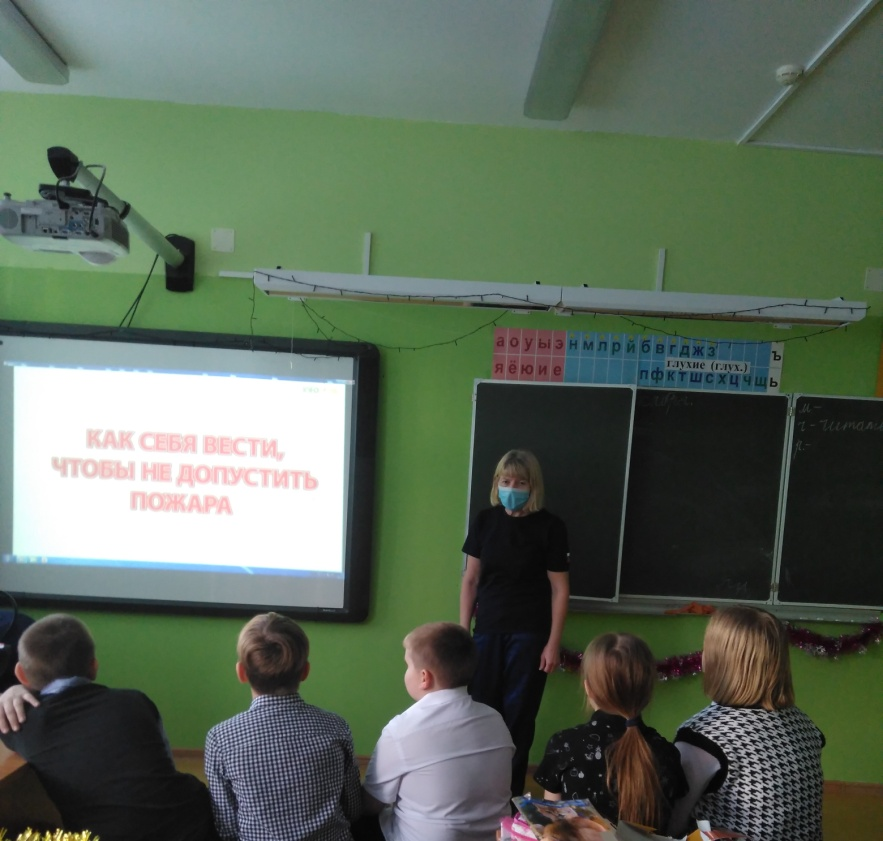 КАК СЕБЯ ВЕСТИ,
ЧТОБЫ НЕ ДОПУСТИТЬ
ПОЖАРА
а о у ы э н м л р й б в г д ж з ъ
я ё ю и е глухие (глух.)
п ф к т ш с х ц ч щ ь